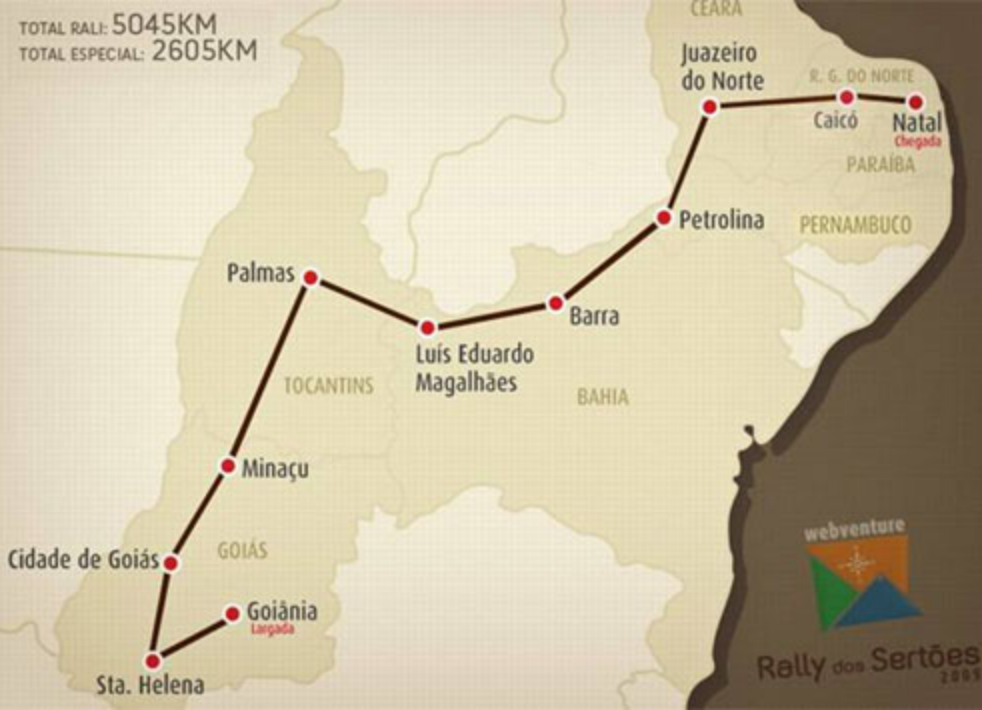 TOTAL RALI: 5045KM
TOTAL ESPECIAL: 2605KM
CEARÁ
Juazeiro
do Norte
R. G. DO NORTE
Caicó
Natal
Chegada
PARAÍBA
Petrolina
PERNAMBUCO
Palmas
Barra
Luís Eduardo
Magalhães
TOCANTINS
BAHIA
Minaçu
Cidade de Goiás
GOIÁS
Goiânia
Largada
Sta. Helena
webventure
Rally dos Sertões